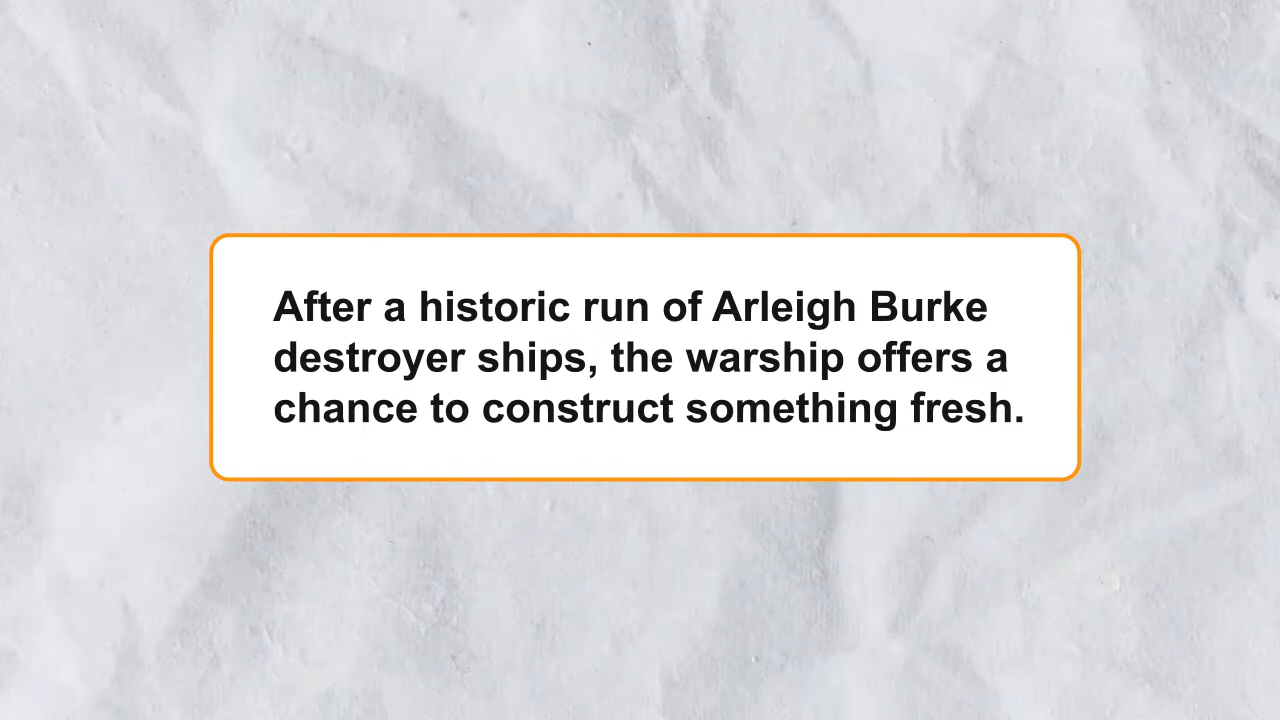 After a historic run of Arleigh Burke
destroyer ships, the warship offers a
chance to construct something fresh.